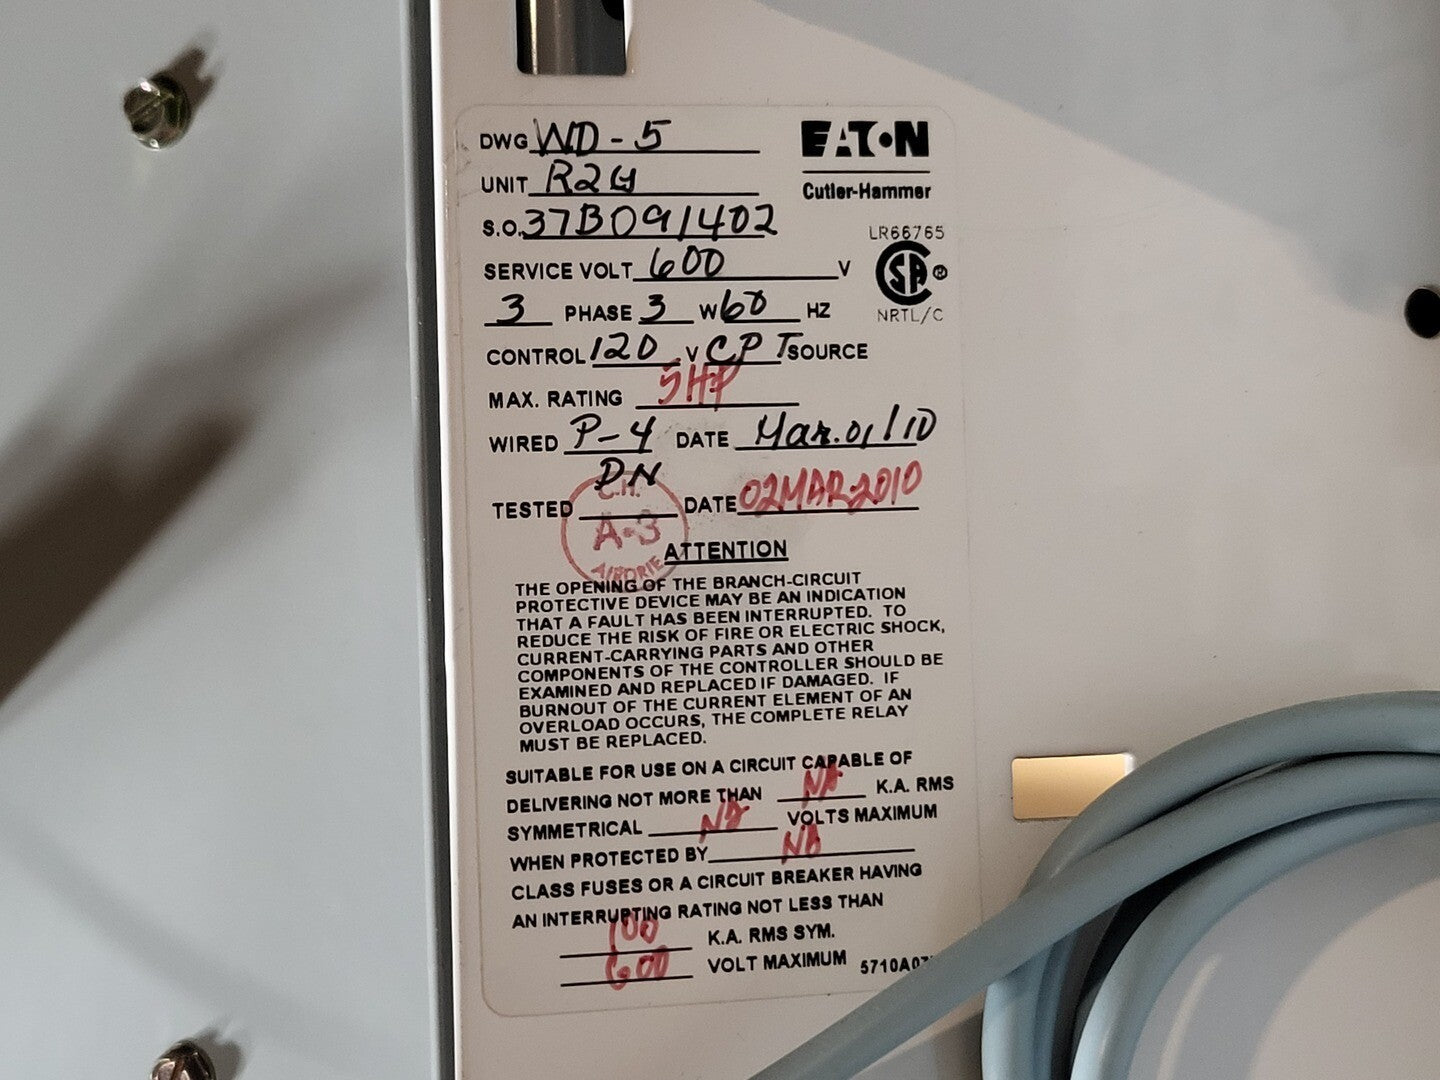 DWG WD-5
EATON
UNIT R2G
Cutler-Hammer
S.O. 37B091402
LR66765
SERVICE VOLT 600 V
SA ®
3 PHASE 3 W 60 HZ
NRTL/C
CONTROL 120 V CPT SOURCE
MAX. RATING 5HP
WIRED P-4 DATE Mar.01/10
DN
TESTED DATE 02MAR2010
C.H.
A-3
AIRDRIE
ATTENTION
THE OPENING OF THE BRANCH-CIRCUIT
PROTECTIVE DEVICE MAY BE AN INDICATION
THAT A FAULT HAS BEEN INTERRUPTED. TO
REDUCE THE RISK OF FIRE OR ELECTRIC SHOCK,
CURRENT-CARRYING PARTS AND OTHER
COMPONENTS OF THE CONTROLLER SHOULD BE
EXAMINED AND REPLACED IF DAMAGED. IF
BURNOUT OF THE CURRENT ELEMENT OF AN
OVERLOAD OCCURS, THE COMPLETE RELAY
MUST BE REPLACED.
SUITABLE FOR USE ON A CIRCUIT CAPABLE OF
DELIVERING NOT MORE THAN NA K.A. RMS
SYMMETRICAL NA VOLTS MAXIMUM
WHEN PROTECTED BY NA
CLASS FUSES OR A CIRCUIT BREAKER HAVING
AN INTERRUPTING RATING NOT LESS THAN
100 K.A. RMS SYM.
600 VOLT MAXIMUM